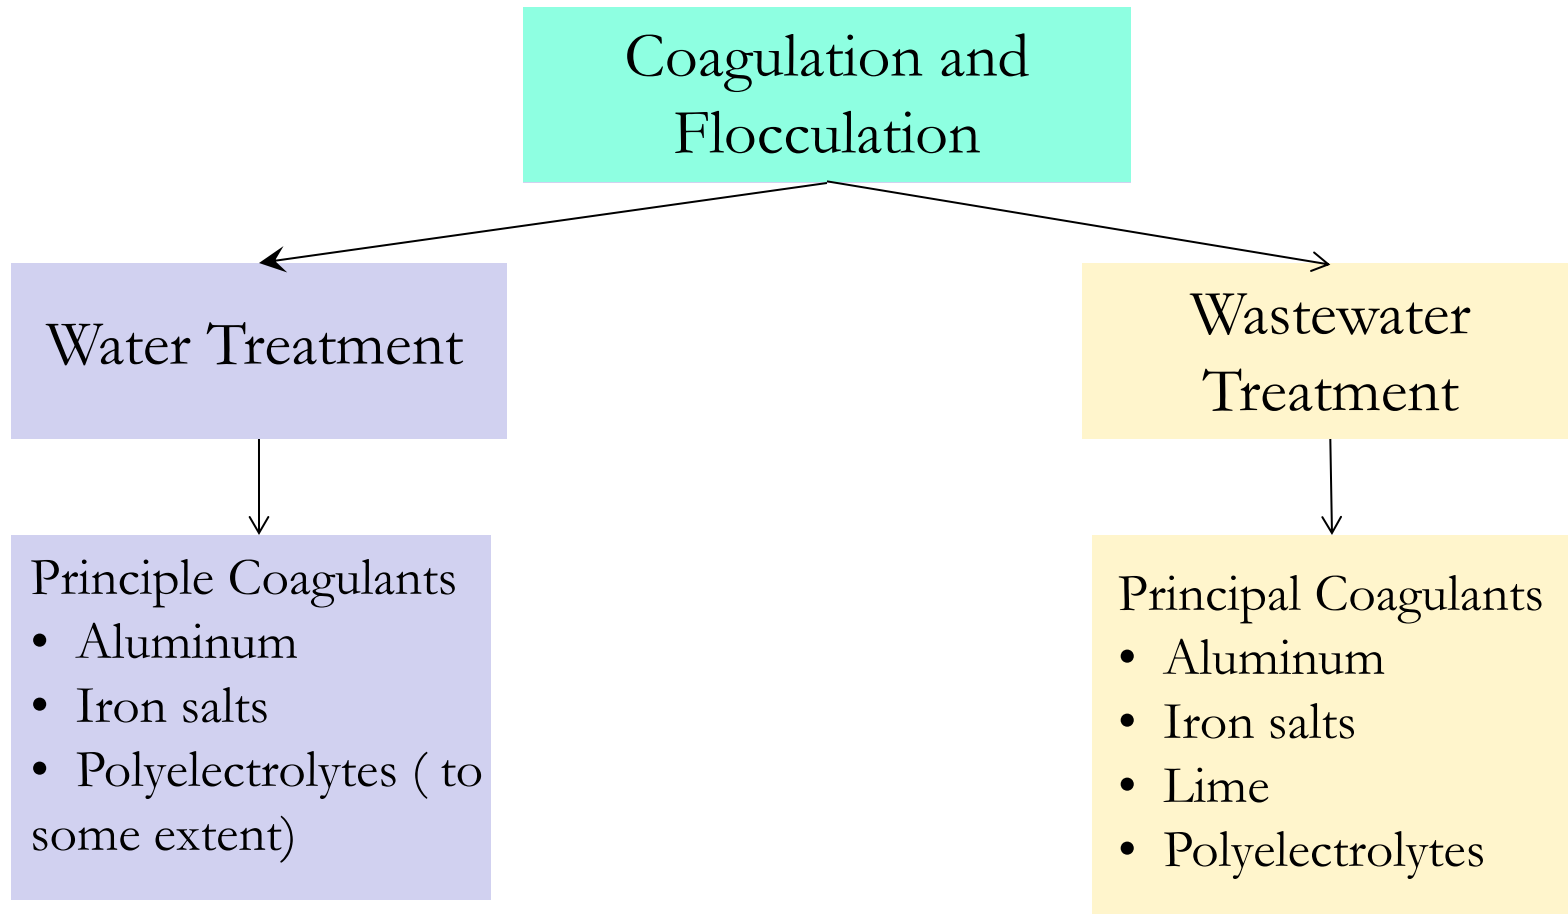 Coagulation and
Flocculation
Water Treatment
Wastewater
Treatment
Principle Coagulants
• Aluminum
• Iron salts
• Polyelectrolytes ( to
some extent)
Principal Coagulants
• Aluminum
• Iron salts
• Lime
• Polyelectrolytes